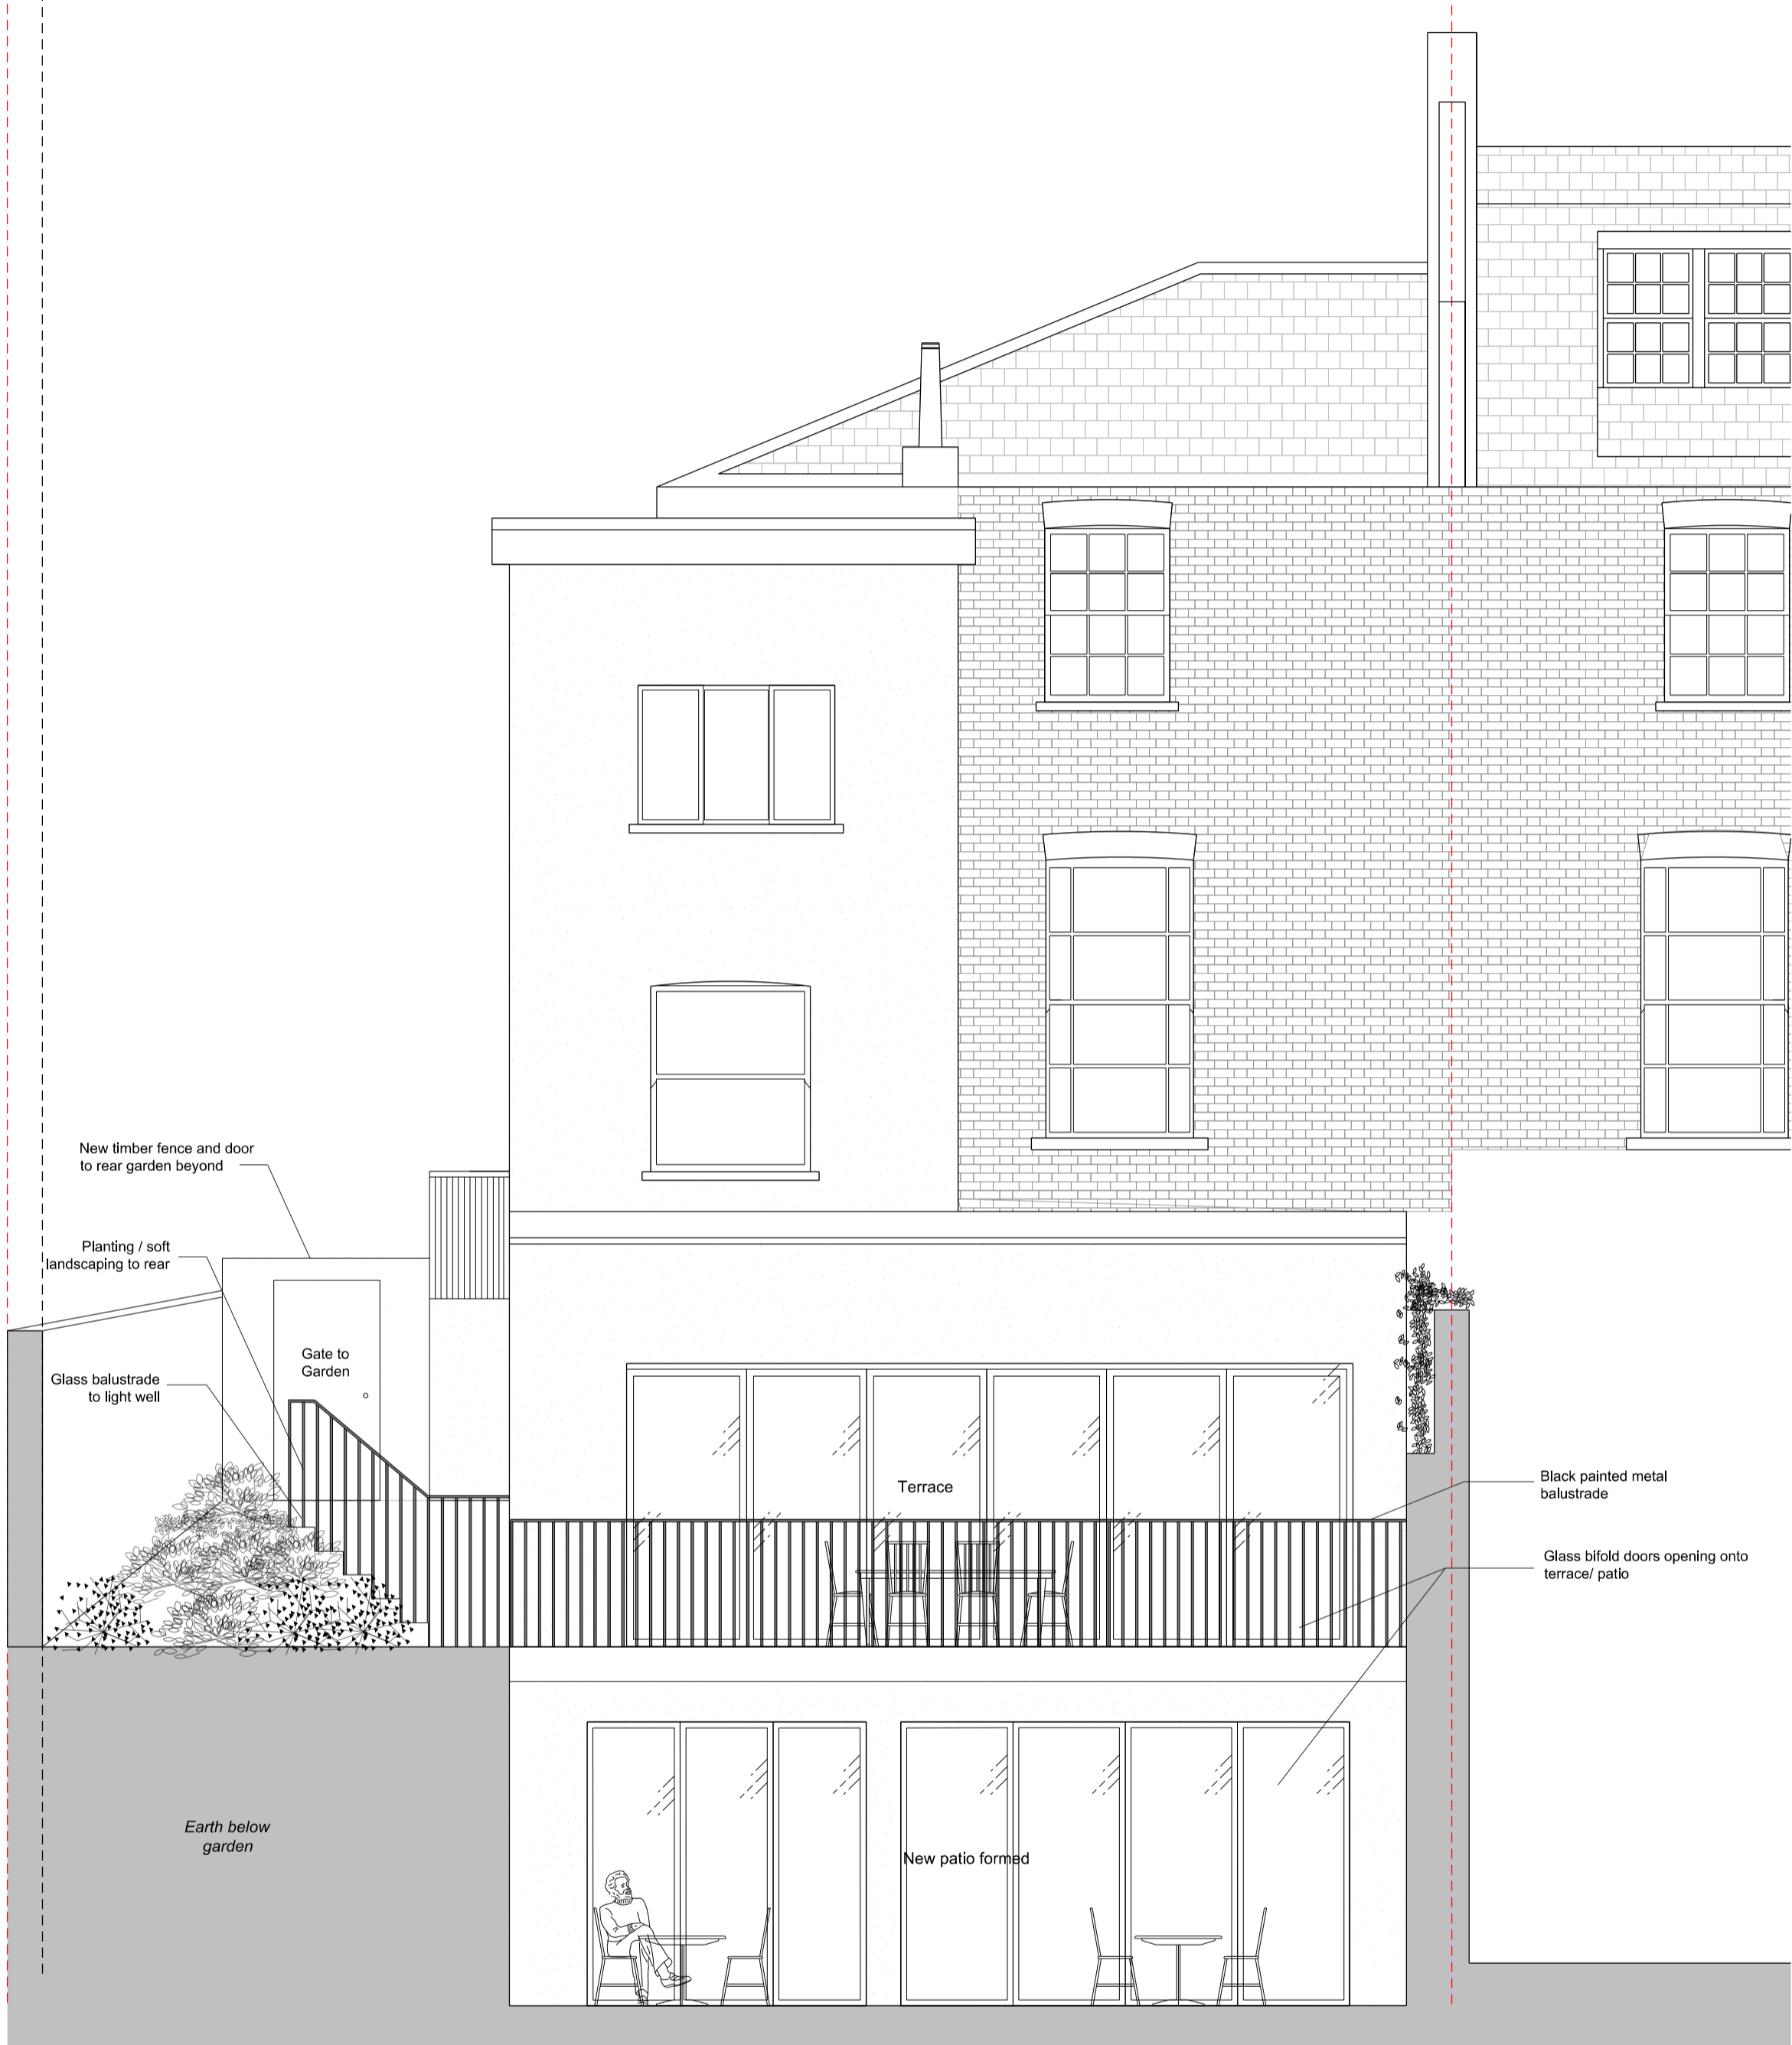 New timber fence and door
to rear garden beyond
Planting / soft
landscaping to rear
Gate to
Garden
Glass balustrade
to light well
Terrace
Black painted metal
balustrade
Glass bifold doors opening onto
terrace/ patio
Earth below
garden
New patio formed